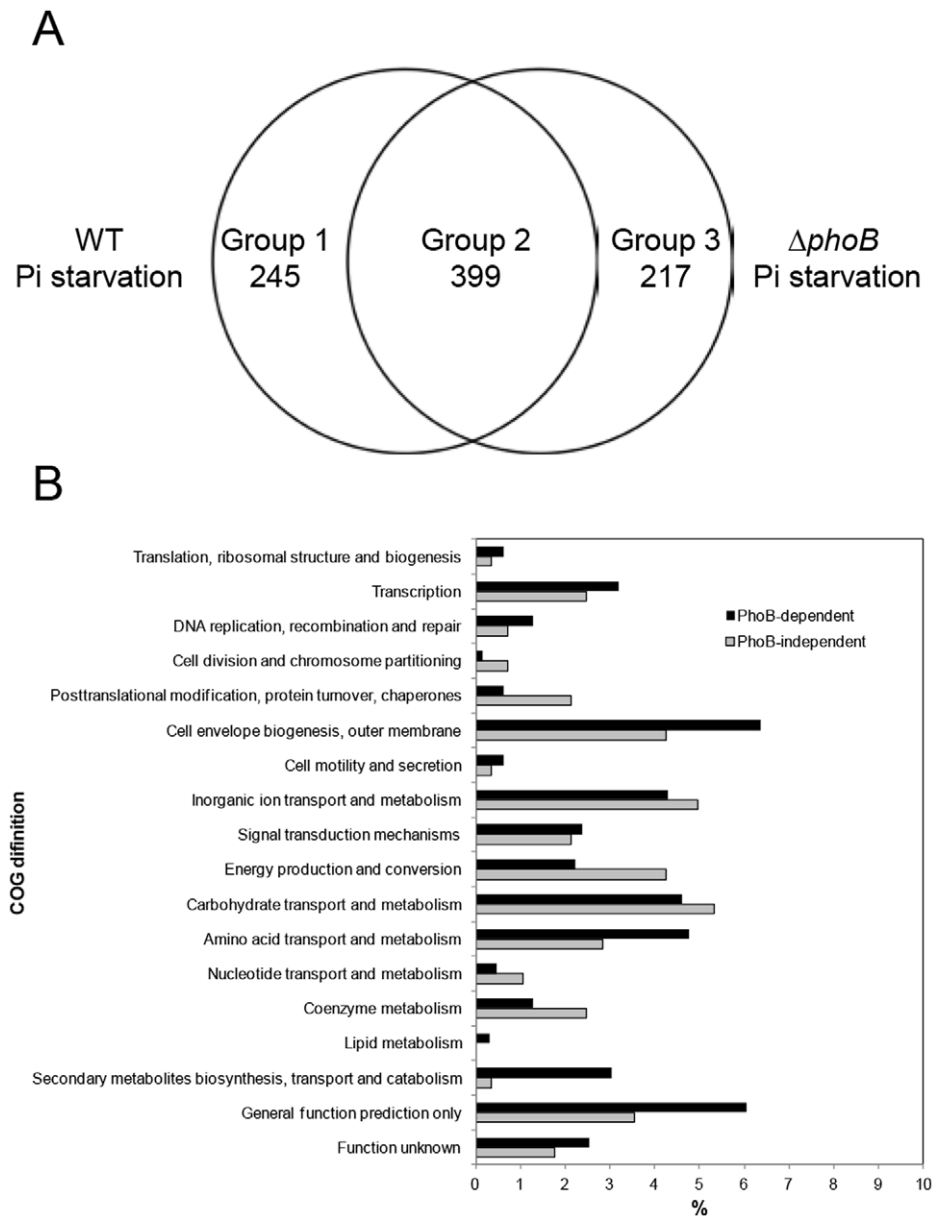 A
WT
Pi starvation
Group 1
245
Group 2
399
Group 3
217
ΔphoB
Pi starvation
B
COG difinition
Translation, ribosomal structure and biogenesis
Transcription
DNA replication, recombination and repair
Cell division and chromosome partitioning
Posttranslational modification, protein turnover, chaperones
Cell envelope biogenesis, outer membrane
Cell motility and secretion
Inorganic ion transport and metabolism
Signal transduction mechanisms
Energy production and conversion
Carbohydrate transport and metabolism
Amino acid transport and metabolism
Nucleotide transport and metabolism
Coenzyme metabolism
Lipid metabolism
Secondary metabolites biosynthesis, transport and catabolism
General function prediction only
Function unknown
PhoB-dependent
PhoB-independent
0 1 2 3 4 5 6 7 8 9 10
%